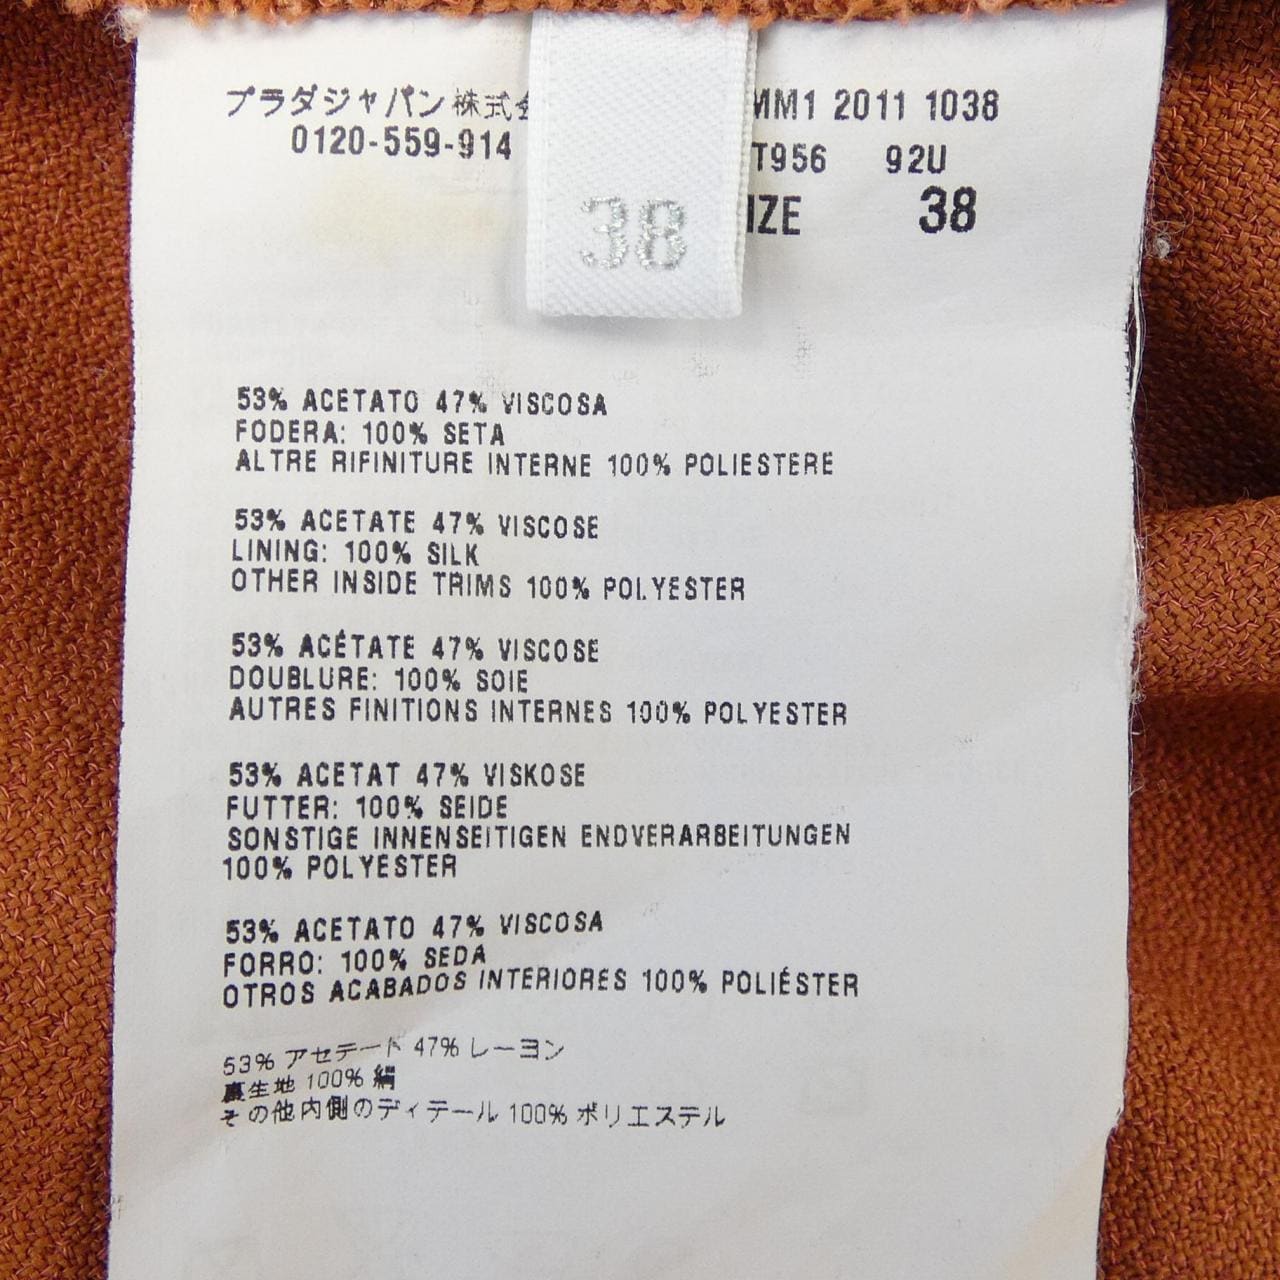 プラダジャパン株式会
0120-559-914
MM1 2011 1038
T956 92U
IZE 38
38
53% ACETATO 47% VISCOSA
FODERA: 100% SETA
ALTRE RIFINITURE INTERNE 100% POLIESTERE
53% ACETATE 47% VISCOSE
LINING: 100% SILK
OTHER INSIDE TRIMS 100% POLYESTER
53% ACÉTATE 47% VISCOSE
DOUBLURE: 100% SOIE
AUTRES FINITIONS INTERNES 100% POLYESTER
53% ACETAT 47% VISKOSE
FUTTER: 100% SEIDE
SONSTIGE INNENSEITIGEN ENDVERARBEITUNGEN
100% POLYESTER
53% ACETATO 47% VISCOSA
FORRO: 100% SEDA
OTROS ACABADOS INTERIORES 100% POLIÉSTER
53% アセテート 47% レーヨン
裏生地 100% 絹
その他内側のディテール 100% ポリエステル